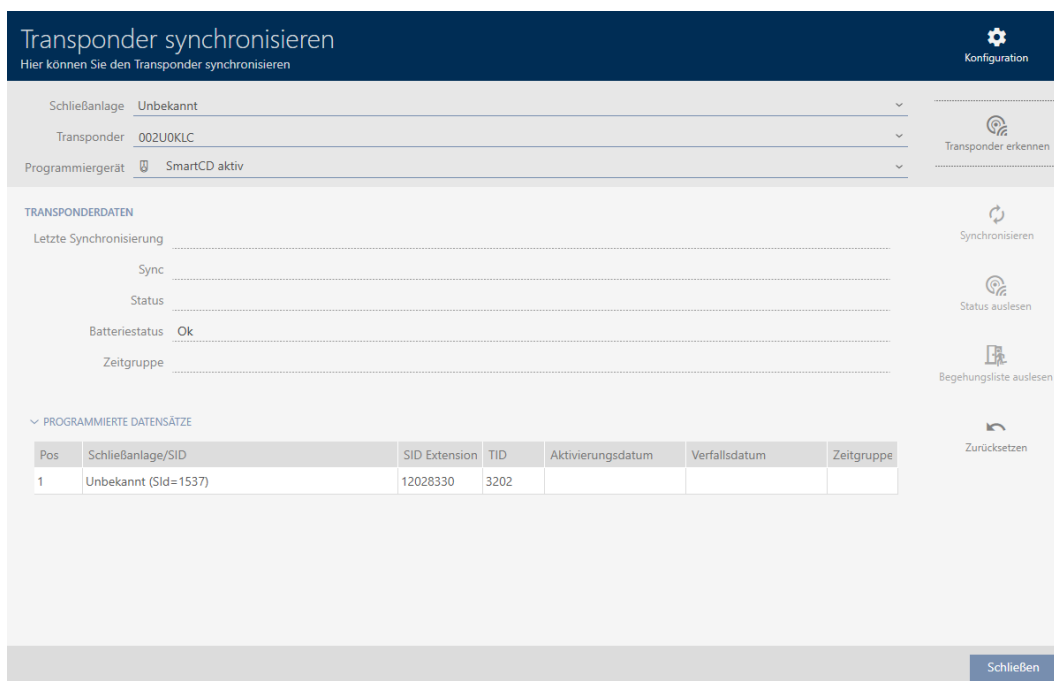 Transponder synchronisieren
Hier können Sie den Transponder synchronisieren
Konfiguration
Schließanlage Unbekannt
Transponder 002U0KLC
Programmiergerät SmartCD aktiv
Transponder erkennen
TRANSPONDERDATEN
Letzte Synchronisierung
Sync
Status
Batteriestatus Ok
Zeitgruppe
Synchronisieren
Status auslesen
Begehungsliste auslesen
Zurücksetzen
PROGRAMMIERTE DATENSÄTZE
Pos Schließanlage/SID SID Extension TID Aktivierungsdatum Verfallsdatum Zeitgruppe
1 Unbekannt (SId=1537) 12028330 3202
Schließen